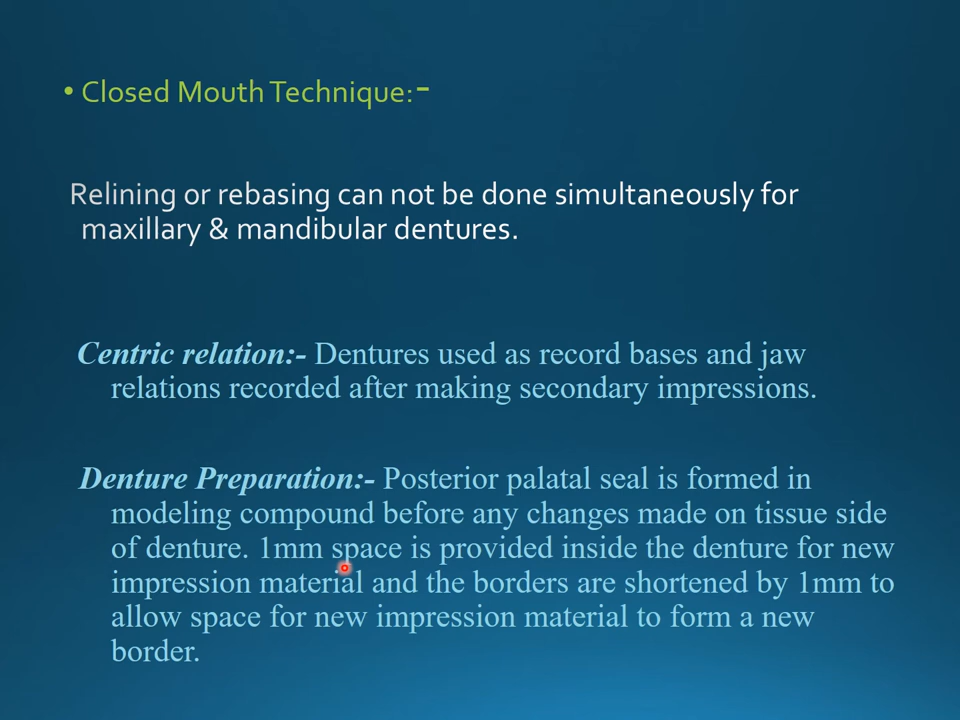 • Closed Mouth Technique:-
Relining or rebasing can not be done simultaneously for
maxillary & mandibular dentures.
Centric relation:- Dentures used as record bases and jaw
relations recorded after making secondary impressions.
Denture Preparation:- Posterior palatal seal is formed in
modeling compound before any changes made on tissue side
of denture. 1mm space is provided inside the denture for new
impression material and the borders are shortened by 1mm to
allow space for new impression material to form a new
border.